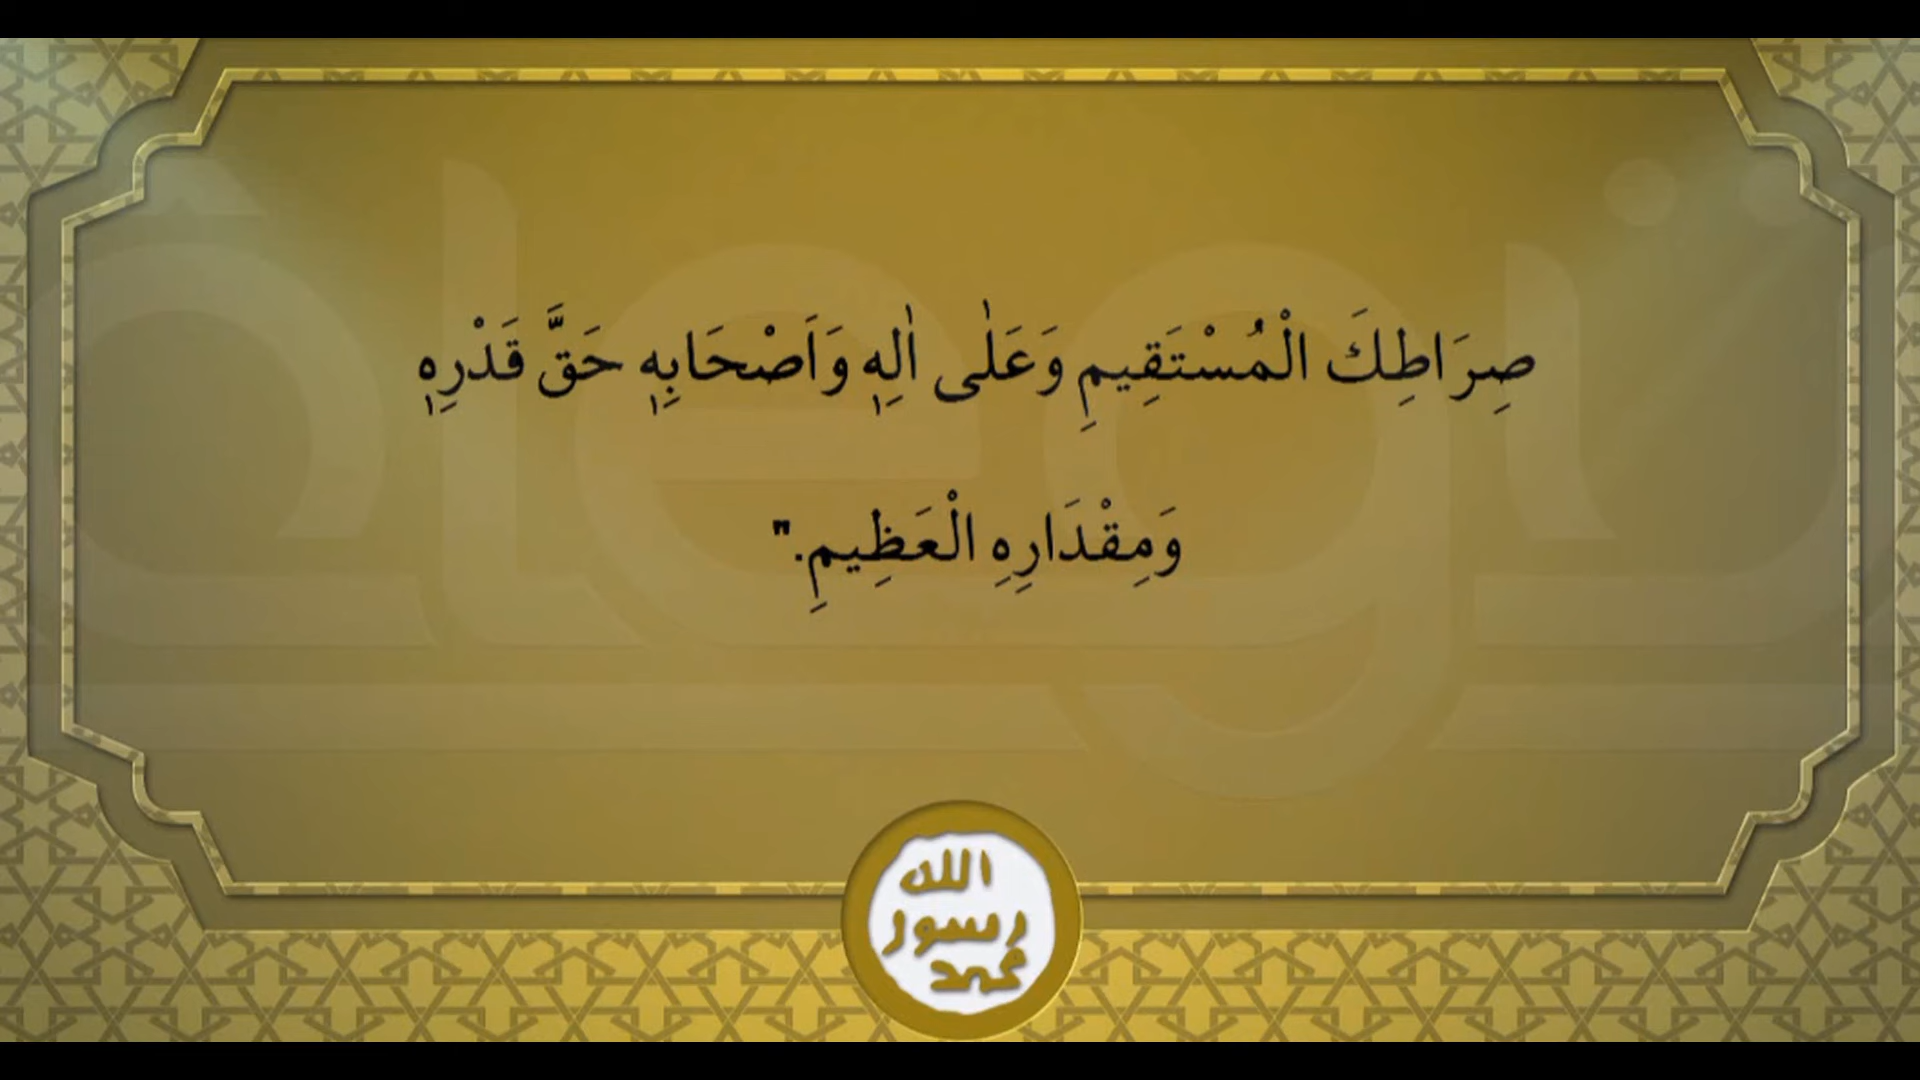 صِرَاطِكَ الْمُسْتَقِيمِ وَعَلٰى اٰلِهٖ وَاَصْحَابِهٖ حَقَّ قَدْرِهٖ
وَمِقْدَارِهِ الْعَظِيمِ."
الله
رسول
محمد